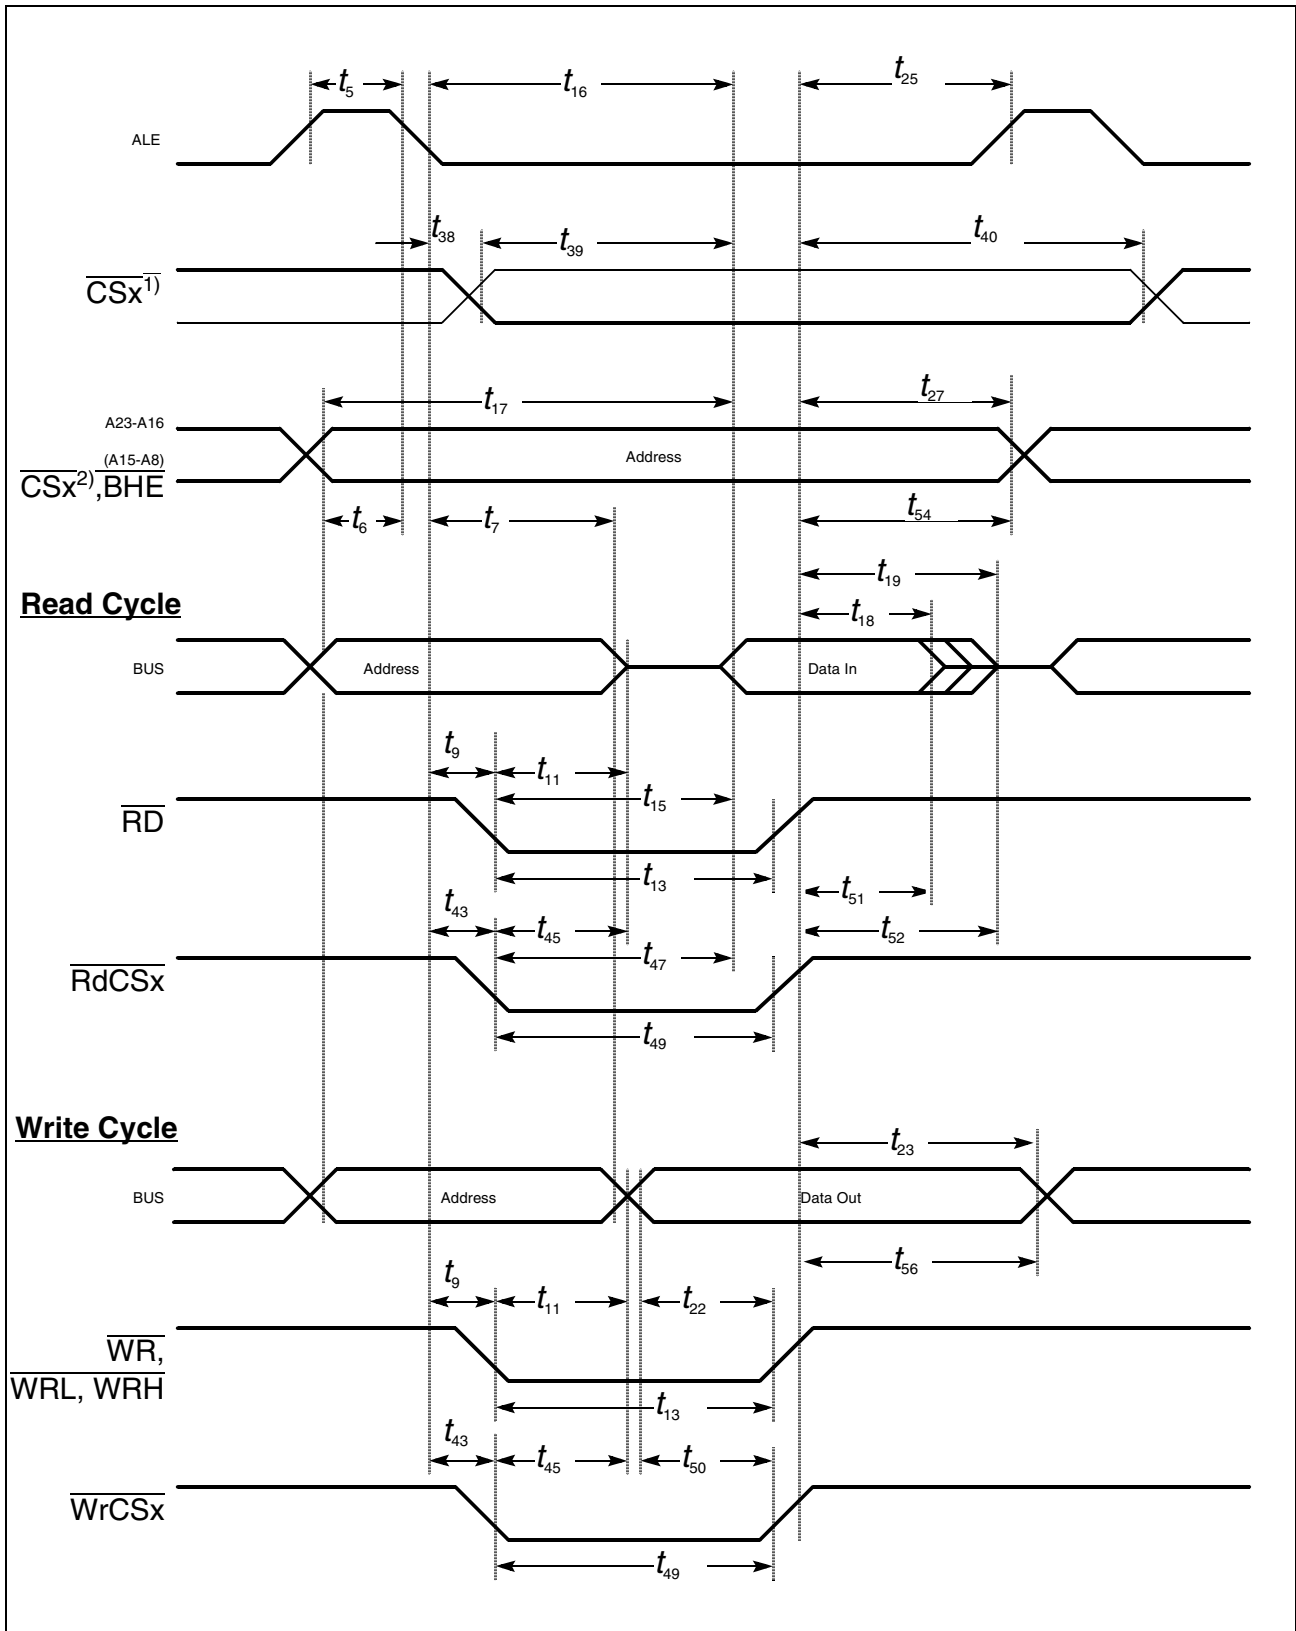 t5 t16 t25
ALE
t38 t39 t40
CSx1)
t17 t27
A23-A16
(A15-A8)
CSx2),BHE
Address
t6 t7 t54
t19
Read Cycle
t18
BUS Address Data In
t9 t11
t15
RD
t13 t51
t43 t45 t52
t47
RdCSx
t49
Write Cycle
t23
BUS Address Data Out
t56
t9 t11 t22
WR,
WRL, WRH
t13
t43 t45 t50
WrCSx
t49